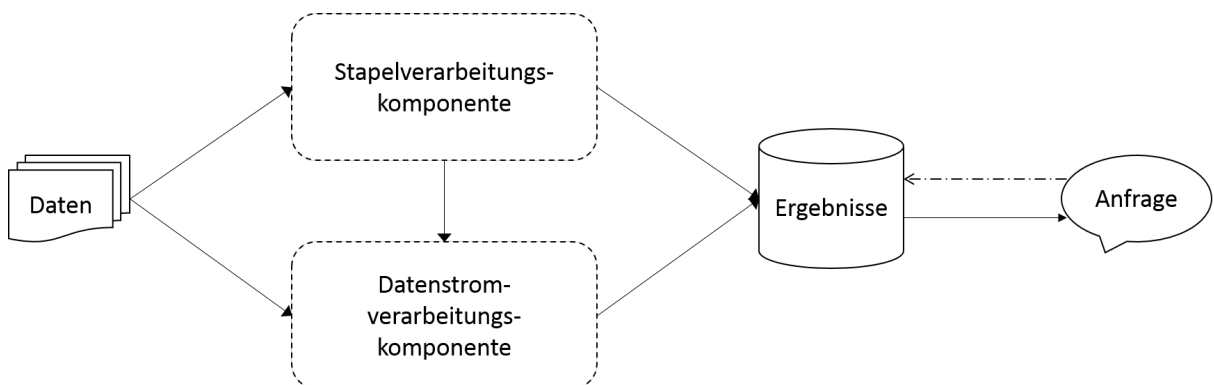 Stapelverarbeitungs-
komponente
Daten
Ergebnisse
Anfrage
Datenstrom-
verarbeitungs-
komponente